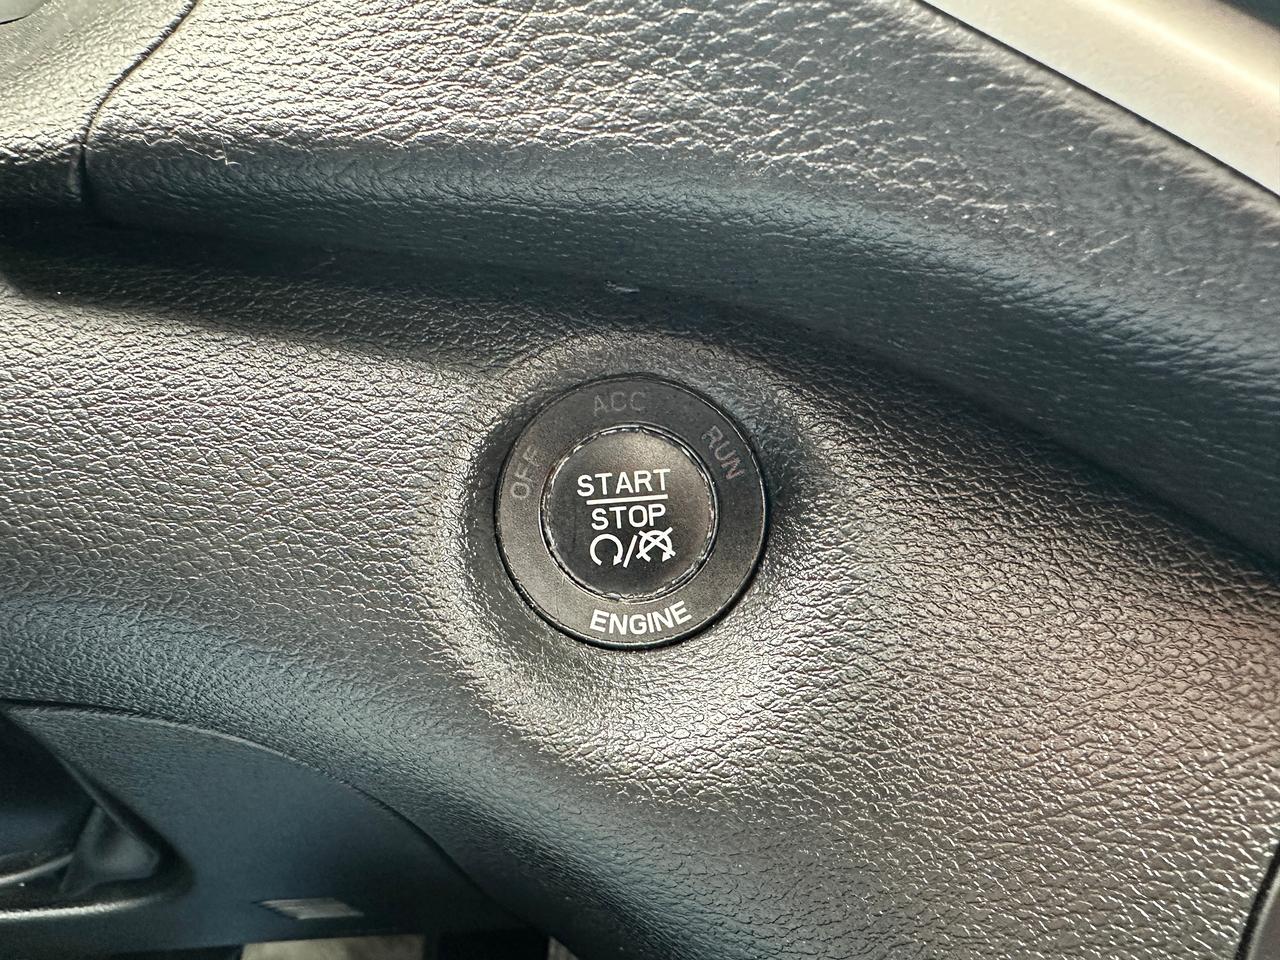 ACC
OFF
RUN
START
STOP
ENGINE